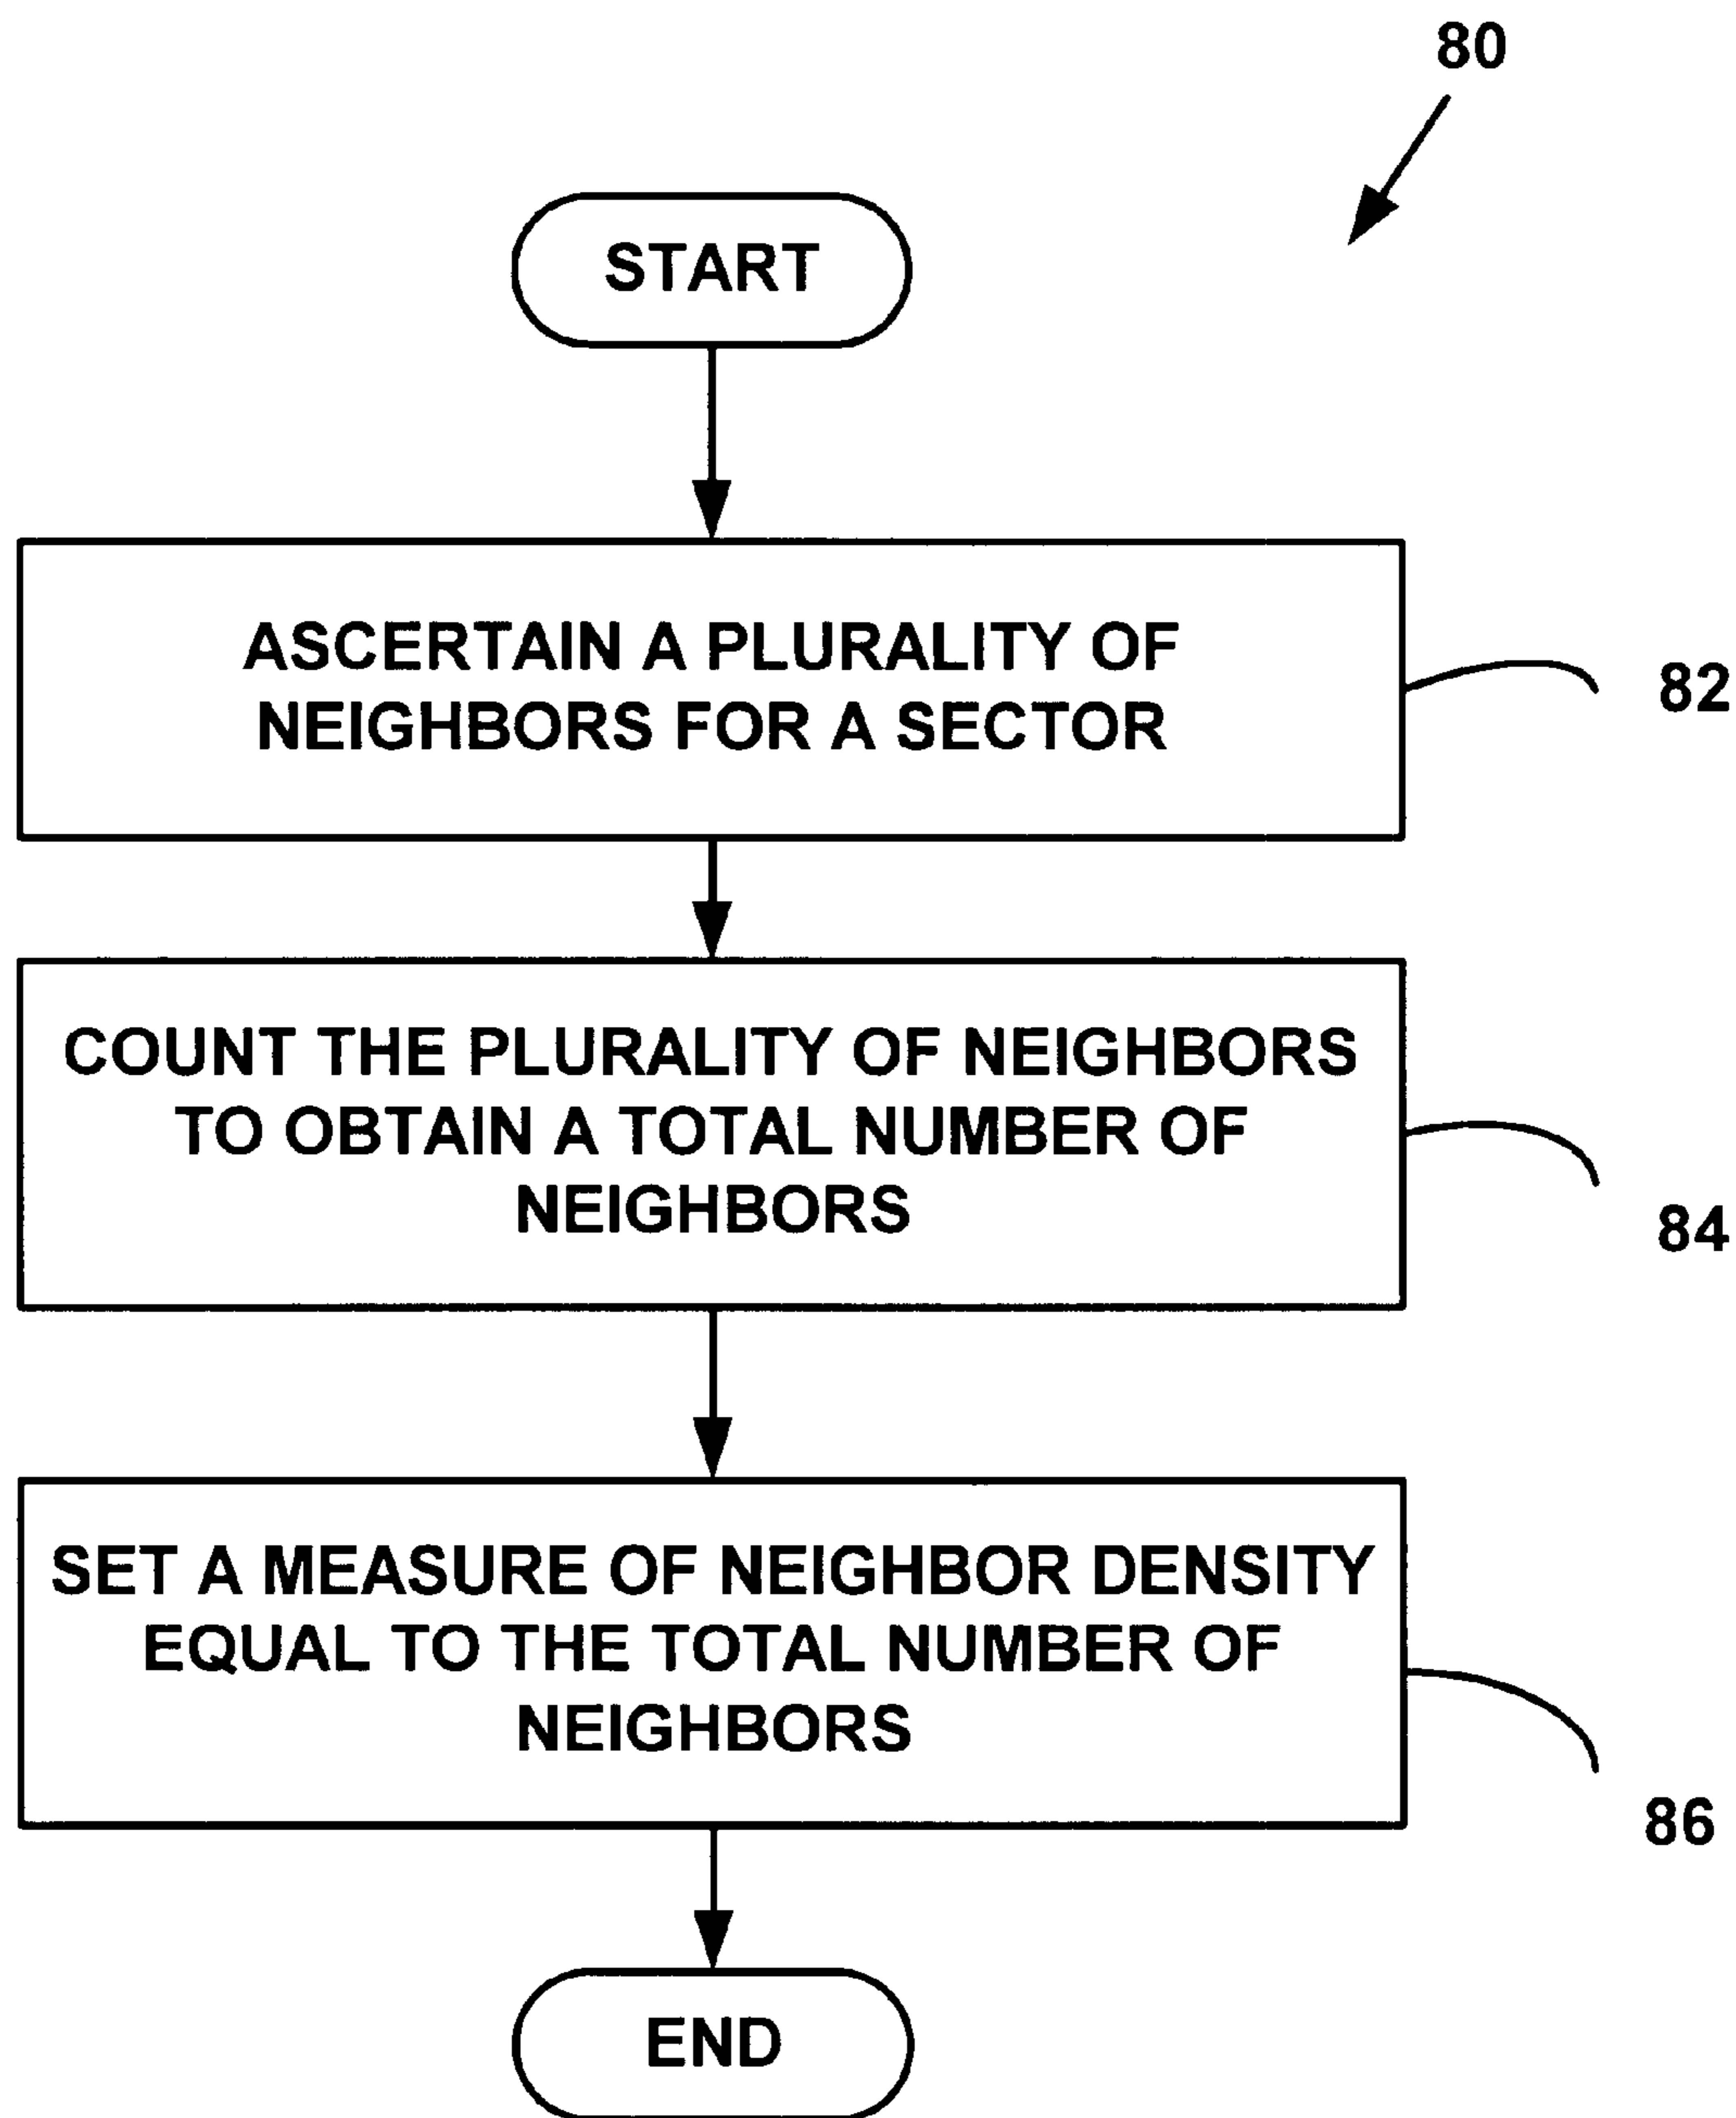 80
START
ASCERTAIN A PLURALITY OF
NEIGHBORS FOR A SECTOR
82
COUNT THE PLURALITY OF NEIGHBORS
TO OBTAIN A TOTAL NUMBER OF
NEIGHBORS
84
SET A MEASURE OF NEIGHBOR DENSITY
EQUAL TO THE TOTAL NUMBER OF
NEIGHBORS
86
END